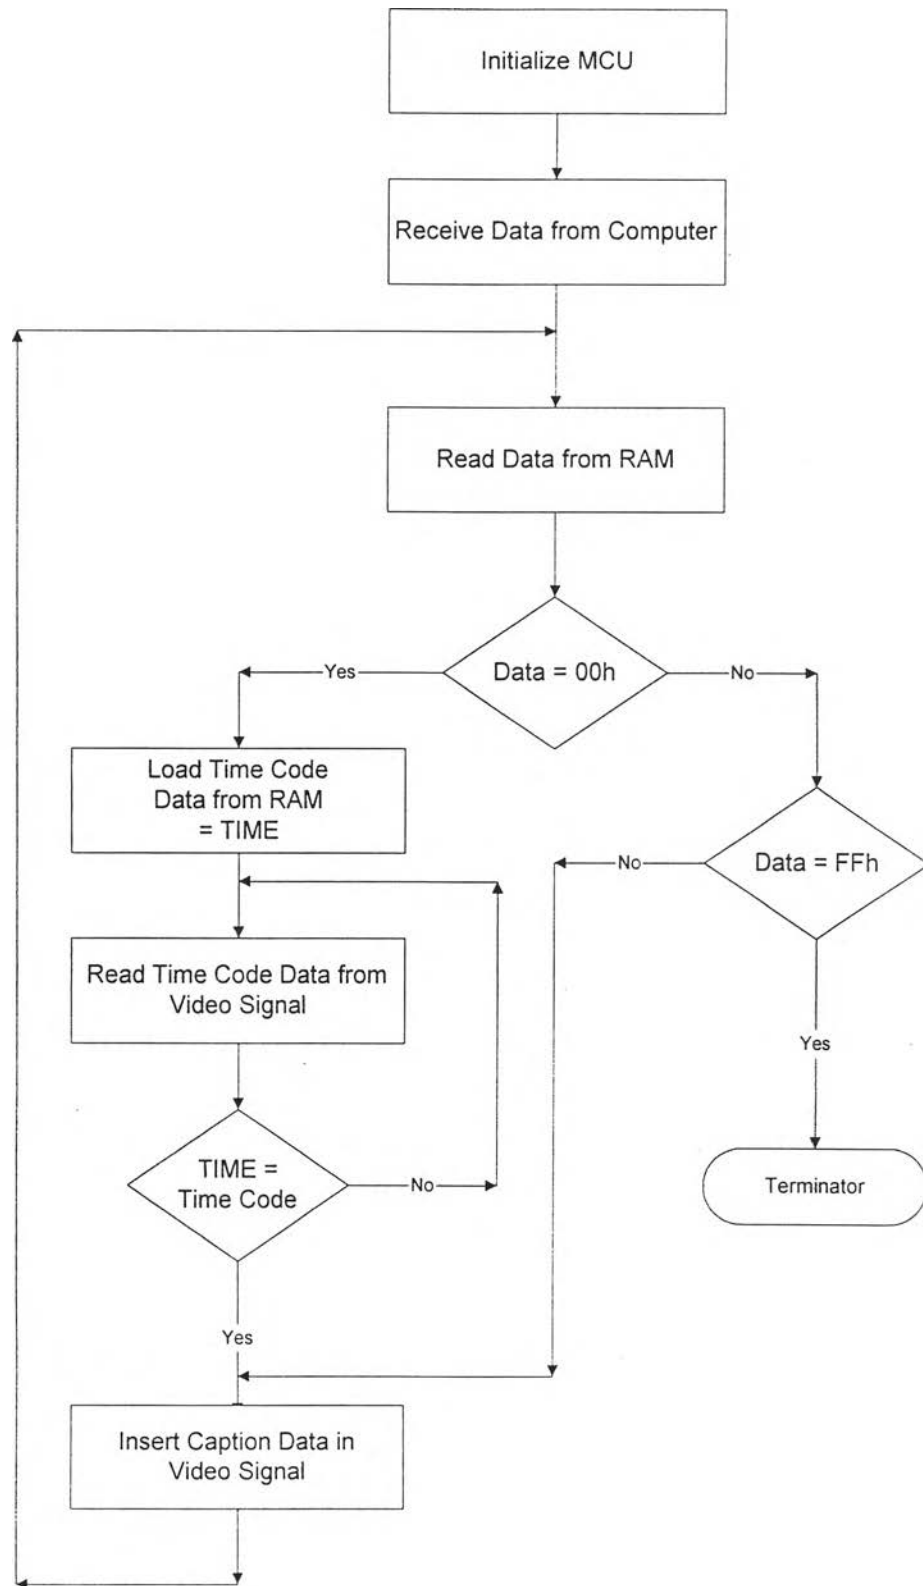 Initialize MCU
Receive Data from Computer
Read Data from RAM
Data = 00h
Yes
No
Load Time Code
Data from RAM
= TIME
Data = FFh
No
Read Time Code Data from
Video Signal
Yes
TIME =
Time Code
No
Terminator
Yes
Insert Caption Data in
Video Signal